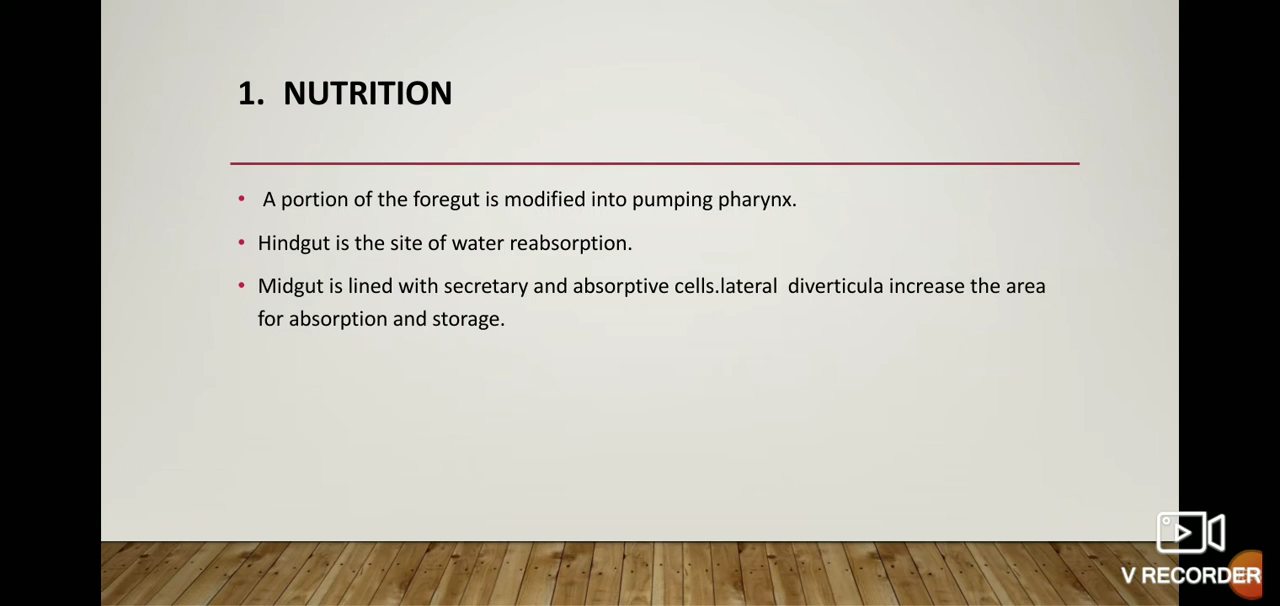 1. NUTRITION
• A portion of the foregut is modified into pumping pharynx.
• Hindgut is the site of water reabsorption.
• Midgut is lined with secretary and absorptive cells.lateral diverticula increase the area
for absorption and storage.
V RECORDER